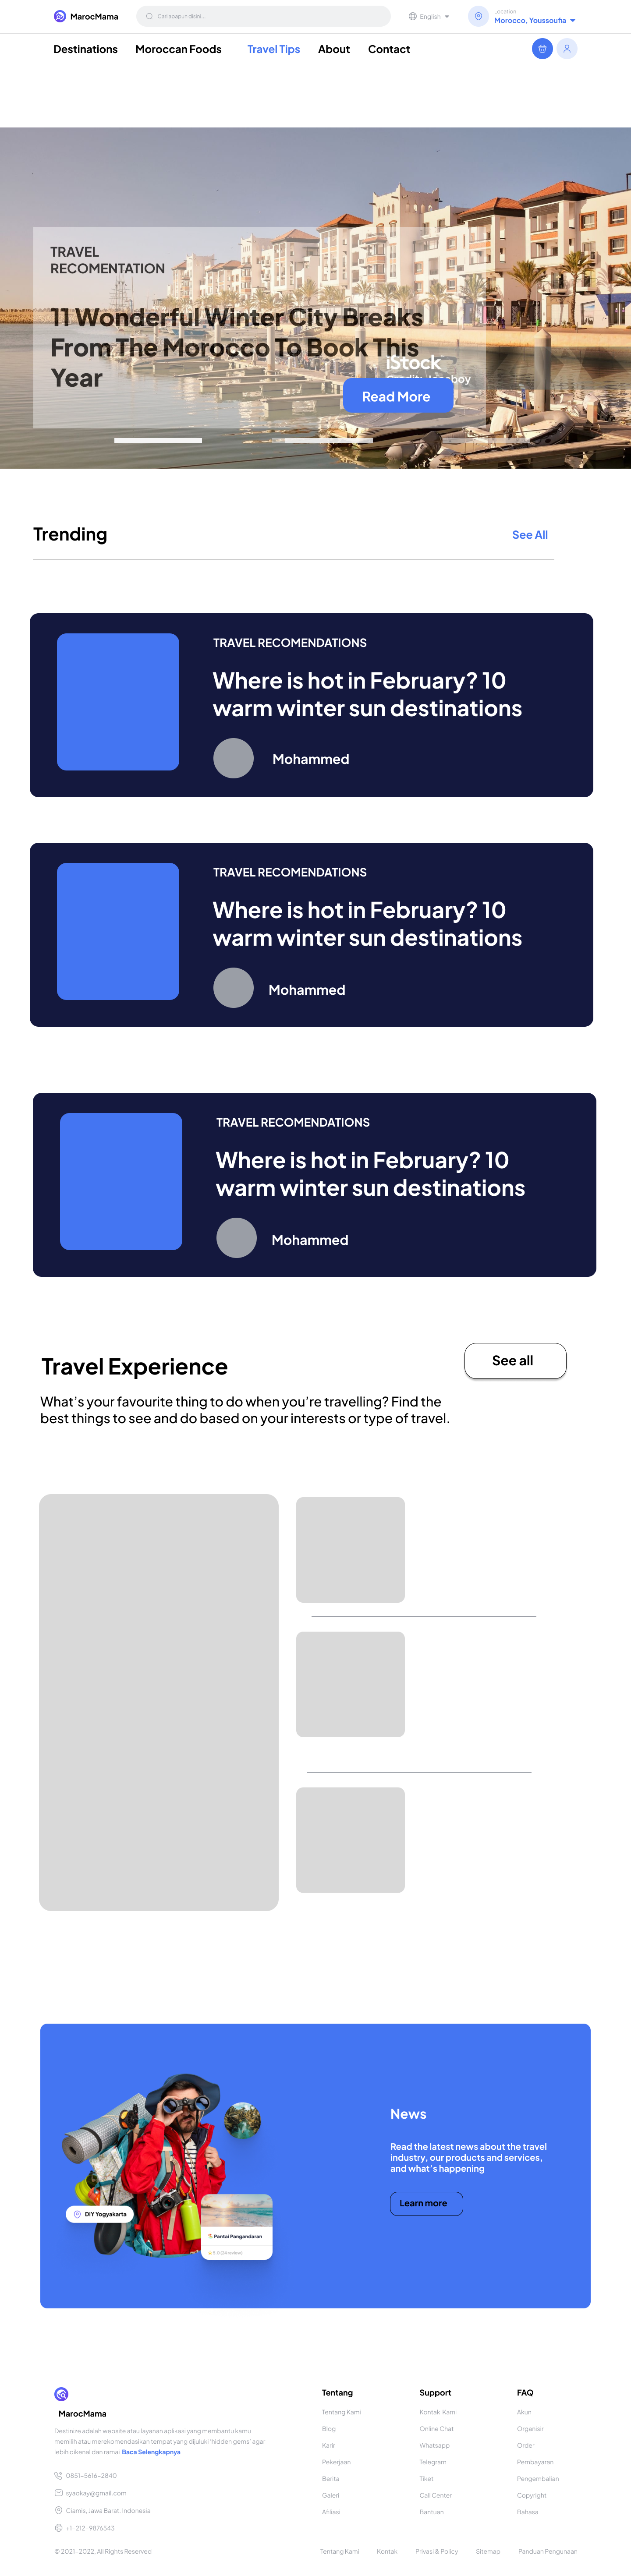 MarocMama
Cari apapun disini...
English
Location
Morocco, Youssoufia
Destinations
Moroccan Foods
Travel Tips
About
Contact
TRAVEL
RECOMENTATION
11 Wonderful Winter City Breaks
From The Morocco To Book This
Year
iStock
Read More
Trending
See All
TRAVEL RECOMENDATIONS
Where is hot in February? 10
warm winter sun destinations
Mohammed
TRAVEL RECOMENDATIONS
Where is hot in February? 10
warm winter sun destinations
Mohammed
TRAVEL RECOMENDATIONS
Where is hot in February? 10
warm winter sun destinations
Mohammed
Travel Experience
See all
What's your favourite thing to do when you're travelling? Find the
best things to see and do based on your interests or type of travel.
DIY Yogyakarta
Pantai Pangandaran
News
Read the latest news about the travel
industry, our products and services,
and what's happening
Learn more
MarocMama
Destinize adalah website atau layanan aplikasi yang membantu kamu
memilih atau merekomendasikan tempat yang dijuluki 'hidden gems' agar
lebih dikenal dan ramai. Baca Selengkapnya
0851-5616-2840
syaokay@gmail.com
Ciamis, Jawa Barat. Indonesia
+1-212-9876543
Tentang
Tentang Kami
Blog
Karir
Pekerjaan
Berita
Galeri
Afiliasi
Support
Kontak Kami
Online Chat
Whatsapp
Telegram
Tiket
Call Center
Bantuan
FAQ
Akun
Organisir
Order
Pembayaran
Pengembalian
Copyright
Bahasa
© 2021-2022, All Rights Reserved
Tentang Kami
Kontak
Privasi & Policy
Sitemap
Panduan Pengunaan